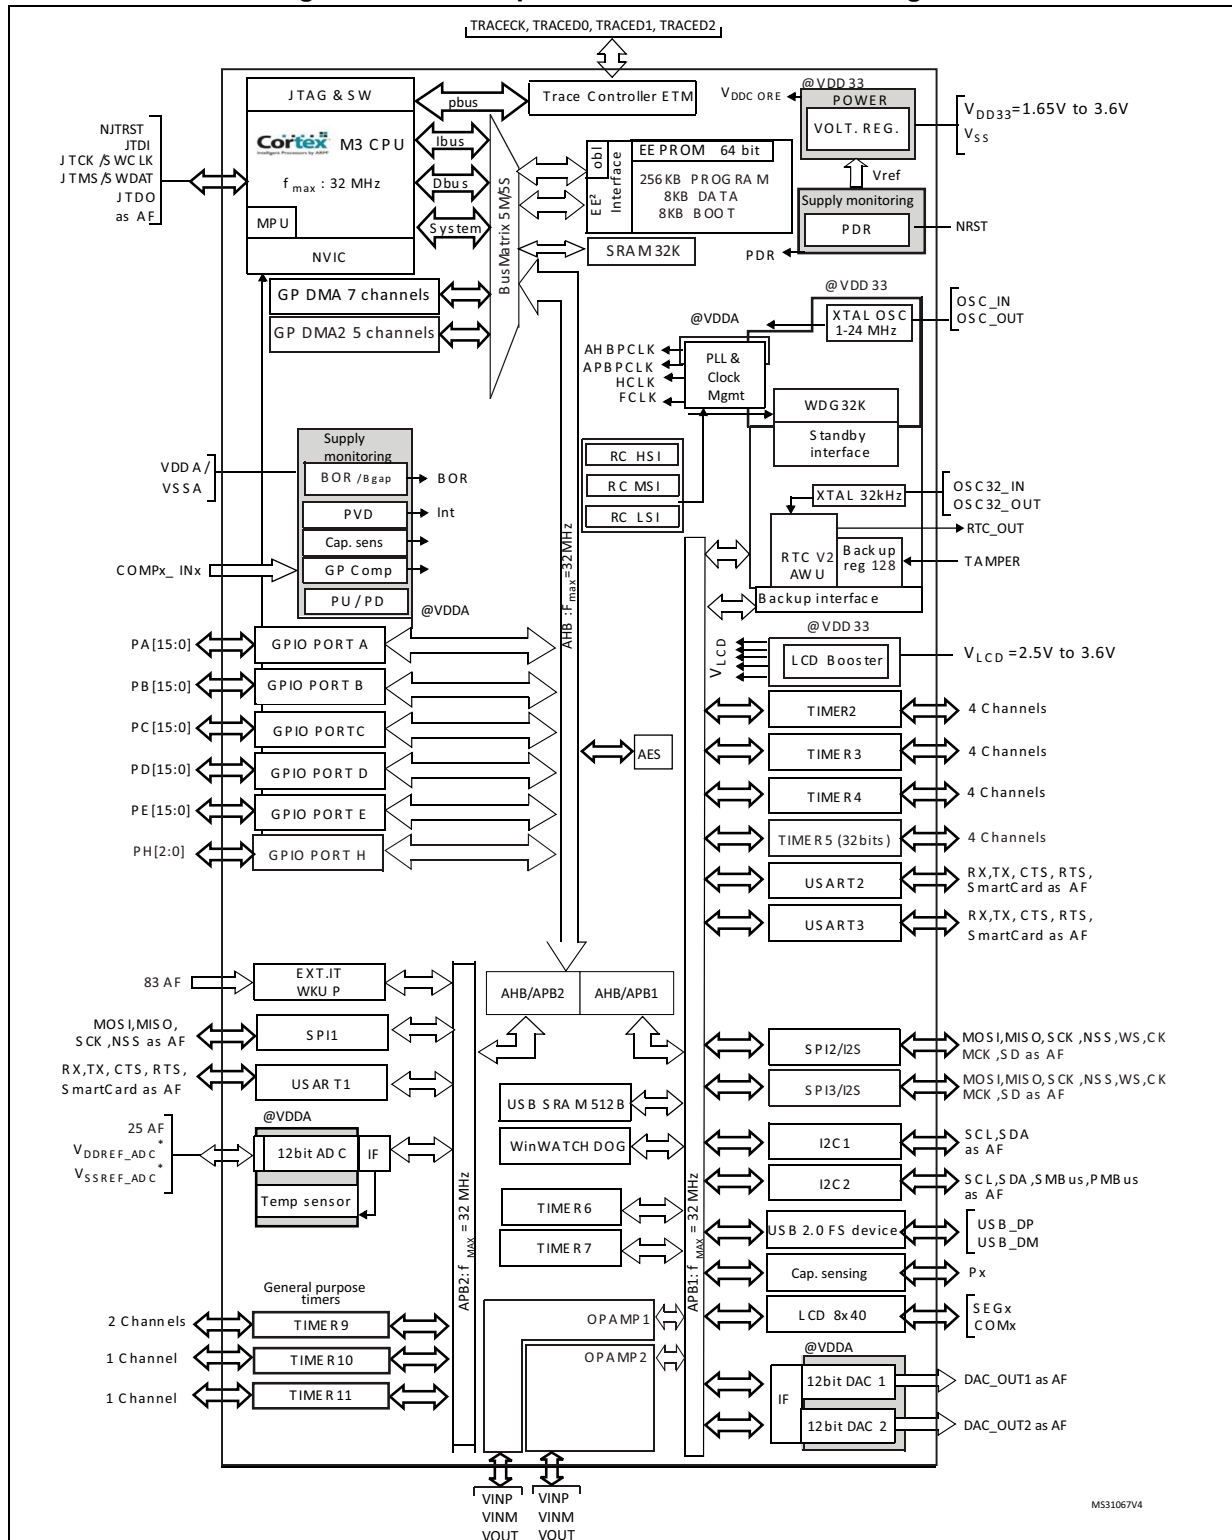 TRACECK, TRACED0, TRACED1, TRACED2
JTAG & SW
pbus
Trace Controller ETM
Cortex
Intelligent Processors by ARM
M3 CPU
fmax : 32 MHz
MPU
NVIC
Ibus
Dbus
System
BusMatrix 5M/5S
NJTRST
JTDI
JTCK /SWCLK
JTMS/SWDAT
JTDO
as AF
EE² Interface
obl
EEPROM 64 bit
256KB PROGRAM
8KB DATA
8KB BOOT
SRAM 32K
@VDD33
POWER
VOLT. REG.
VDDCORE
VDD33=1.65V to 3.6V
VSS
Vref
Supply monitoring
PDR
PDR
NRST
GP DMA 7 channels
GP DMA2 5 channels
@VDD33
@VDDA
XTAL OSC
1-24 MHz
OSC_IN
OSC_OUT
AHBPCLK
APBPCLK
HCLK
FCLK
PLL &
Clock
Mgmt
WDG32K
Standby
interface
RC HSI
RC MSI
RC LSI
XTAL 32kHz
OSC32_IN
OSC32_OUT
RTC_OUT
RTC V2
AWU
Backup
reg 128
TAMPER
Backup interface
VDDA/
VSSA
Supply
monitoring
BOR /Bgap
BOR
PVD
Int
Cap. sens
COMPx_INx
GP Comp
PU / PD
@VDDA
AHB :Fmax=32MHz
@VDD33
VLCD
LCD Booster
VLCD =2.5V to 3.6V
PA[15:0]
GPIO PORT A
PB[15:0]
GPIO PORT B
PC[15:0]
GPIO PORTC
PD[15:0]
GPIO PORT D
PE[15:0]
GPIO PORT E
PH[2:0]
GPIO PORT H
AES
TIMER2
4 Channels
TIMER3
4 Channels
TIMER4
4 Channels
TIMER5 (32bits)
4 Channels
USART2
RX,TX, CTS, RTS,
SmartCard as AF
USART3
RX,TX, CTS, RTS,
SmartCard as AF
83 AF
EXT.IT
WKUP
AHB/APB2
AHB/APB1
MOSI,MISO,
SCK,NSS as AF
SPI1
RX,TX, CTS, RTS,
SmartCard as AF
USART1
SPI2/I2S
MOSI,MISO,SCK,NSS,WS,CK
MCK,SD as AF
SPI3/I2S
MOSI,MISO,SCK,NSS,WS,CK
MCK,SD as AF
USB SRAM 512B
WinWATCHDOG
@VDDA
25 AF
VDDREF_ADC*
VSSREF_ADC*
12bit ADC
IF
Temp sensor
I2C1
SCL,SDA
as AF
I2C2
SCL,SDA,SMBus,PMBus
as AF
TIMER6
TIMER7
APB2: fMAX = 32 MHz
APB1: fMAX = 32 MHz
USB 2.0 FS device
USB_DP
USB_DM
Cap. sensing
Px
LCD 8x40
SEGx
COMx
General purpose
timers
2 Channels
TIMER9
1 Channel
TIMER10
1 Channel
TIMER11
OPAMP1
OPAMP2
@VDDA
IF
12bit DAC 1
DAC_OUT1 as AF
12bit DAC 2
DAC_OUT2 as AF
VINP
VINM
VOUT
VINP
VINM
VOUT
MS31067V4